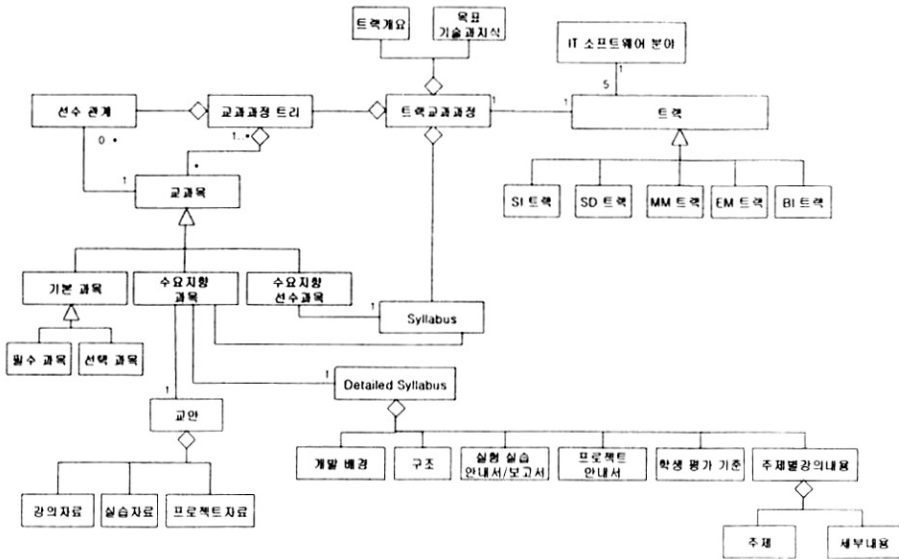 트랙개요
목표
기술과지식
IT 소프트웨어 분야
1
5
선수 관계
교과과정 트리
트랙교과과정
1
1
트랙
0..*
1..*
*
1
교과목
SI 트랙
SD 트랙
MM 트랙
EM 트랙
BI 트랙
기본 과목
수요지향
과목
수요지향
선수과목
1
Syllabus
필수 과목
선택 과목
1
Detailed Syllabus
1
교안
개발 배경
구조
실험 실습
안내서/보고서
프로젝트
안내서
학생 평가 기준
주제별강의내용
강의자료
실습자료
프로젝트자료
주제
세부내용